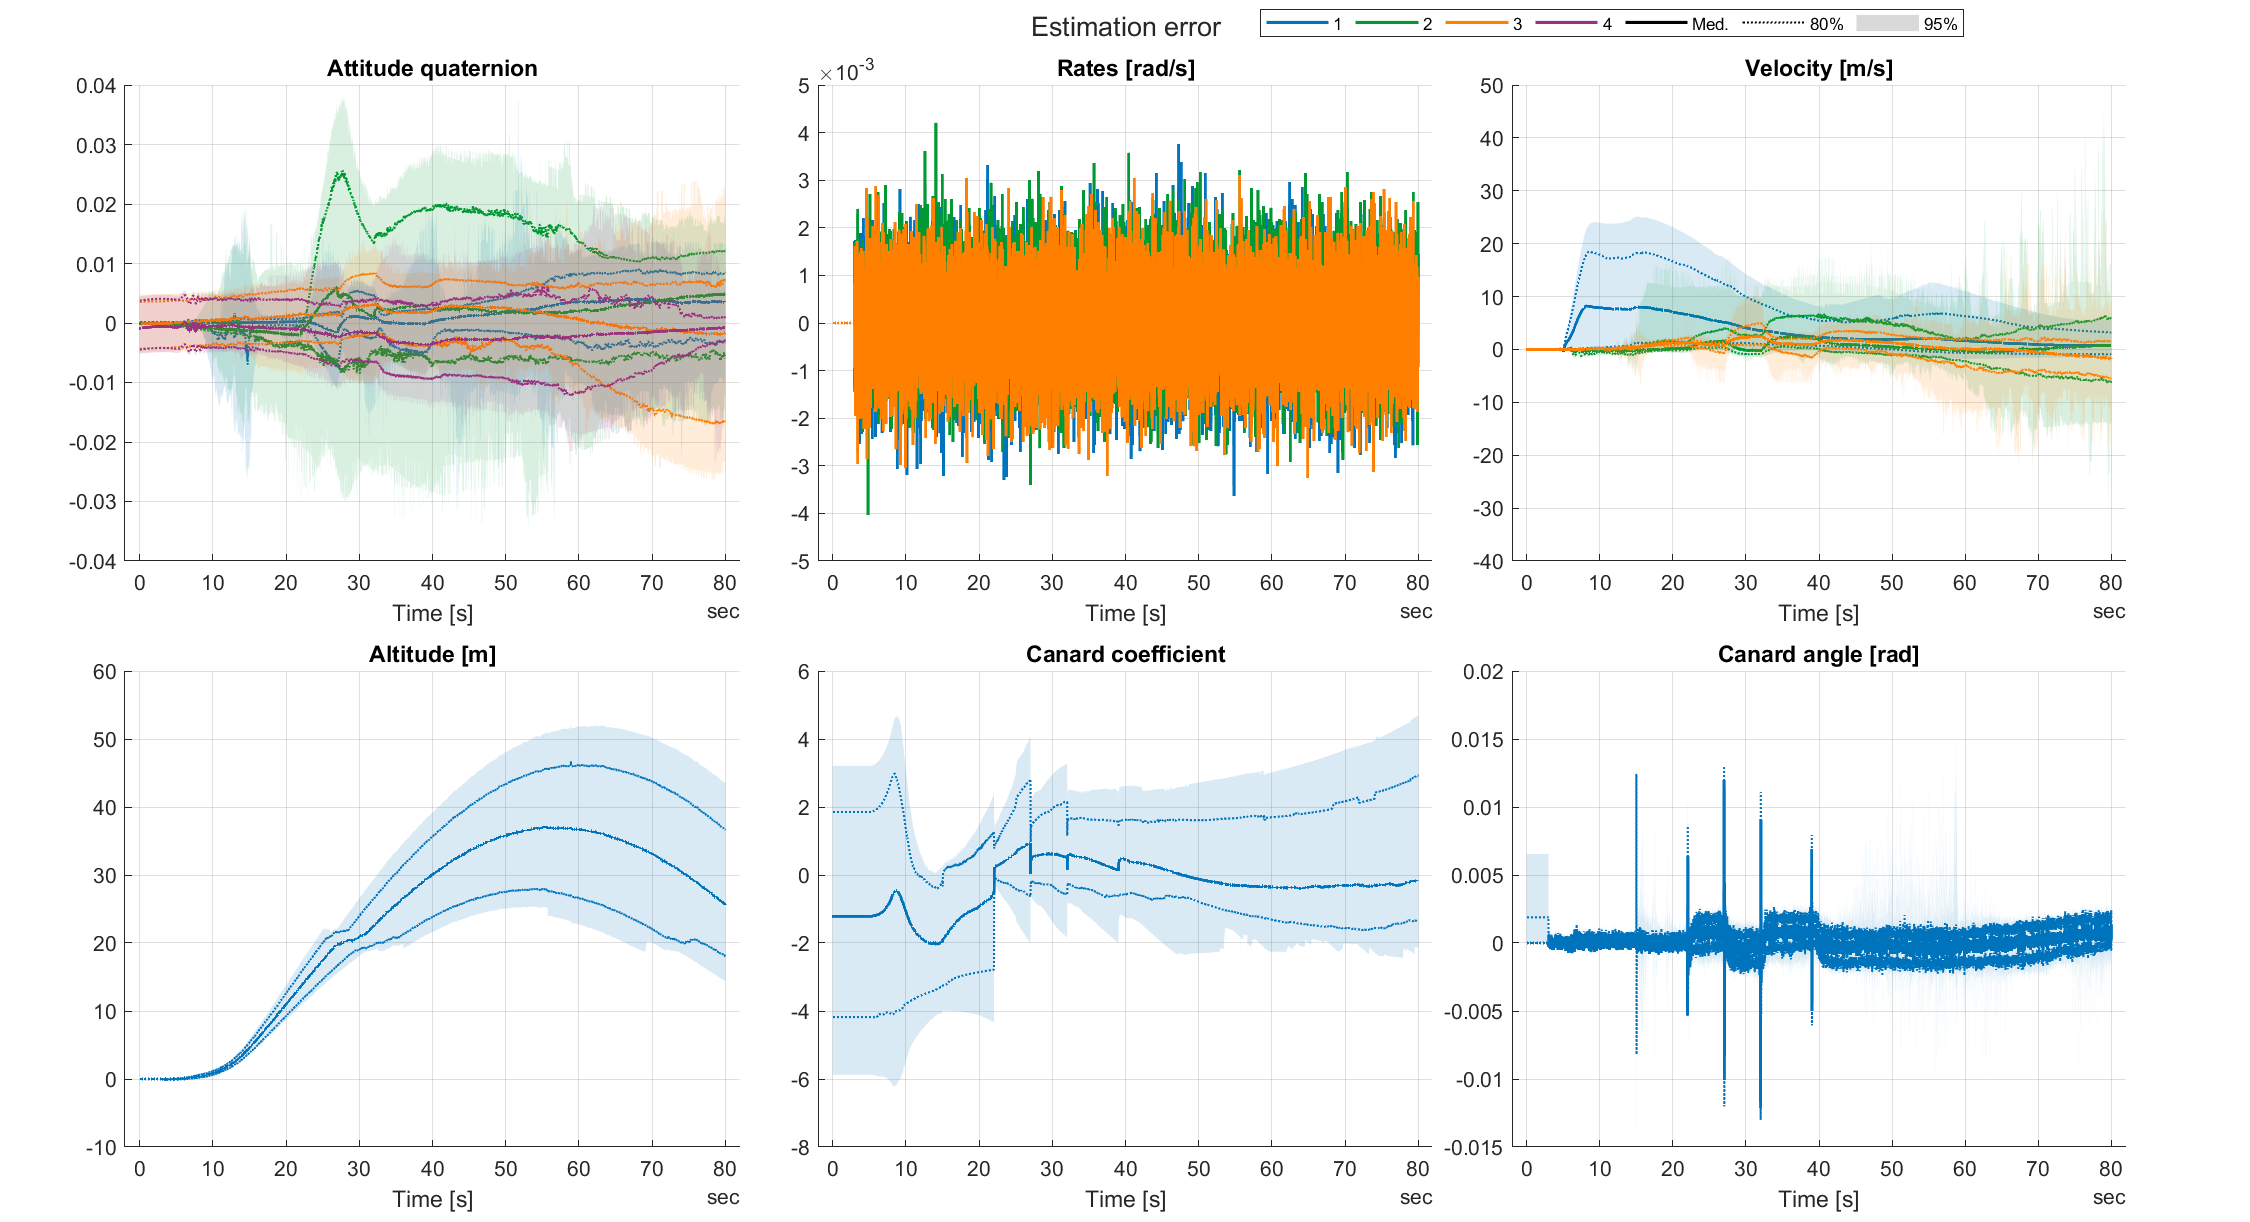 Estimation error
1 2 3 4 Med. 80% 95%
Attitude quaternion
0.04
0.03
0.02
0.01
0
-0.01
-0.02
-0.03
-0.04
0 10 20 30 40 50 60 70 80
Time [s]
sec
Rates [rad/s]
×10-3
5
4
3
2
1
0
-1
-2
-3
-4
-5
0 10 20 30 40 50 60 70 80
Time [s]
sec
Velocity [m/s]
50
40
30
20
10
0
-10
-20
-30
-40
0 10 20 30 40 50 60 70 80
Time [s]
sec
Altitude [m]
60
50
40
30
20
10
0
-10
0 10 20 30 40 50 60 70 80
Time [s]
sec
Canard coefficient
6
4
2
0
-2
-4
-6
-8
0 10 20 30 40 50 60 70 80
Time [s]
sec
Canard angle [rad]
0.02
0.015
0.01
0.005
0
-0.005
-0.01
-0.015
0 10 20 30 40 50 60 70 80
Time [s]
sec